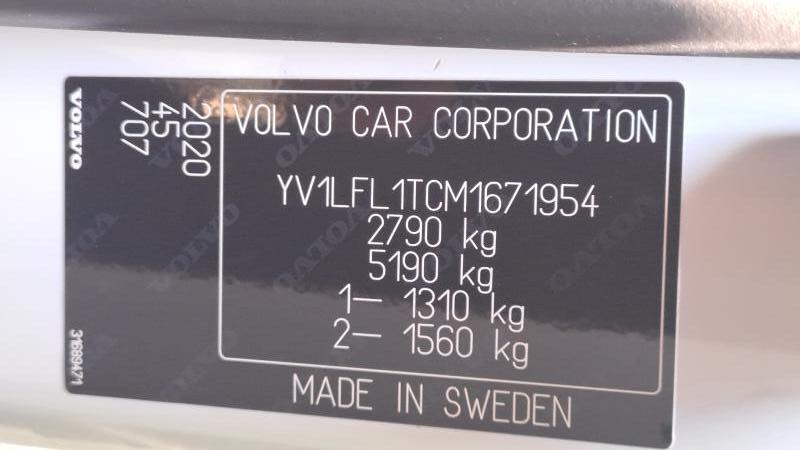 VOLVO
2020
45
707
VOLVO CAR CORPORATION
YV1LFL1TCM1671954
2790 kg
5190 kg
1– 1310 kg
2– 1560 kg
MADE IN SWEDEN
31689471